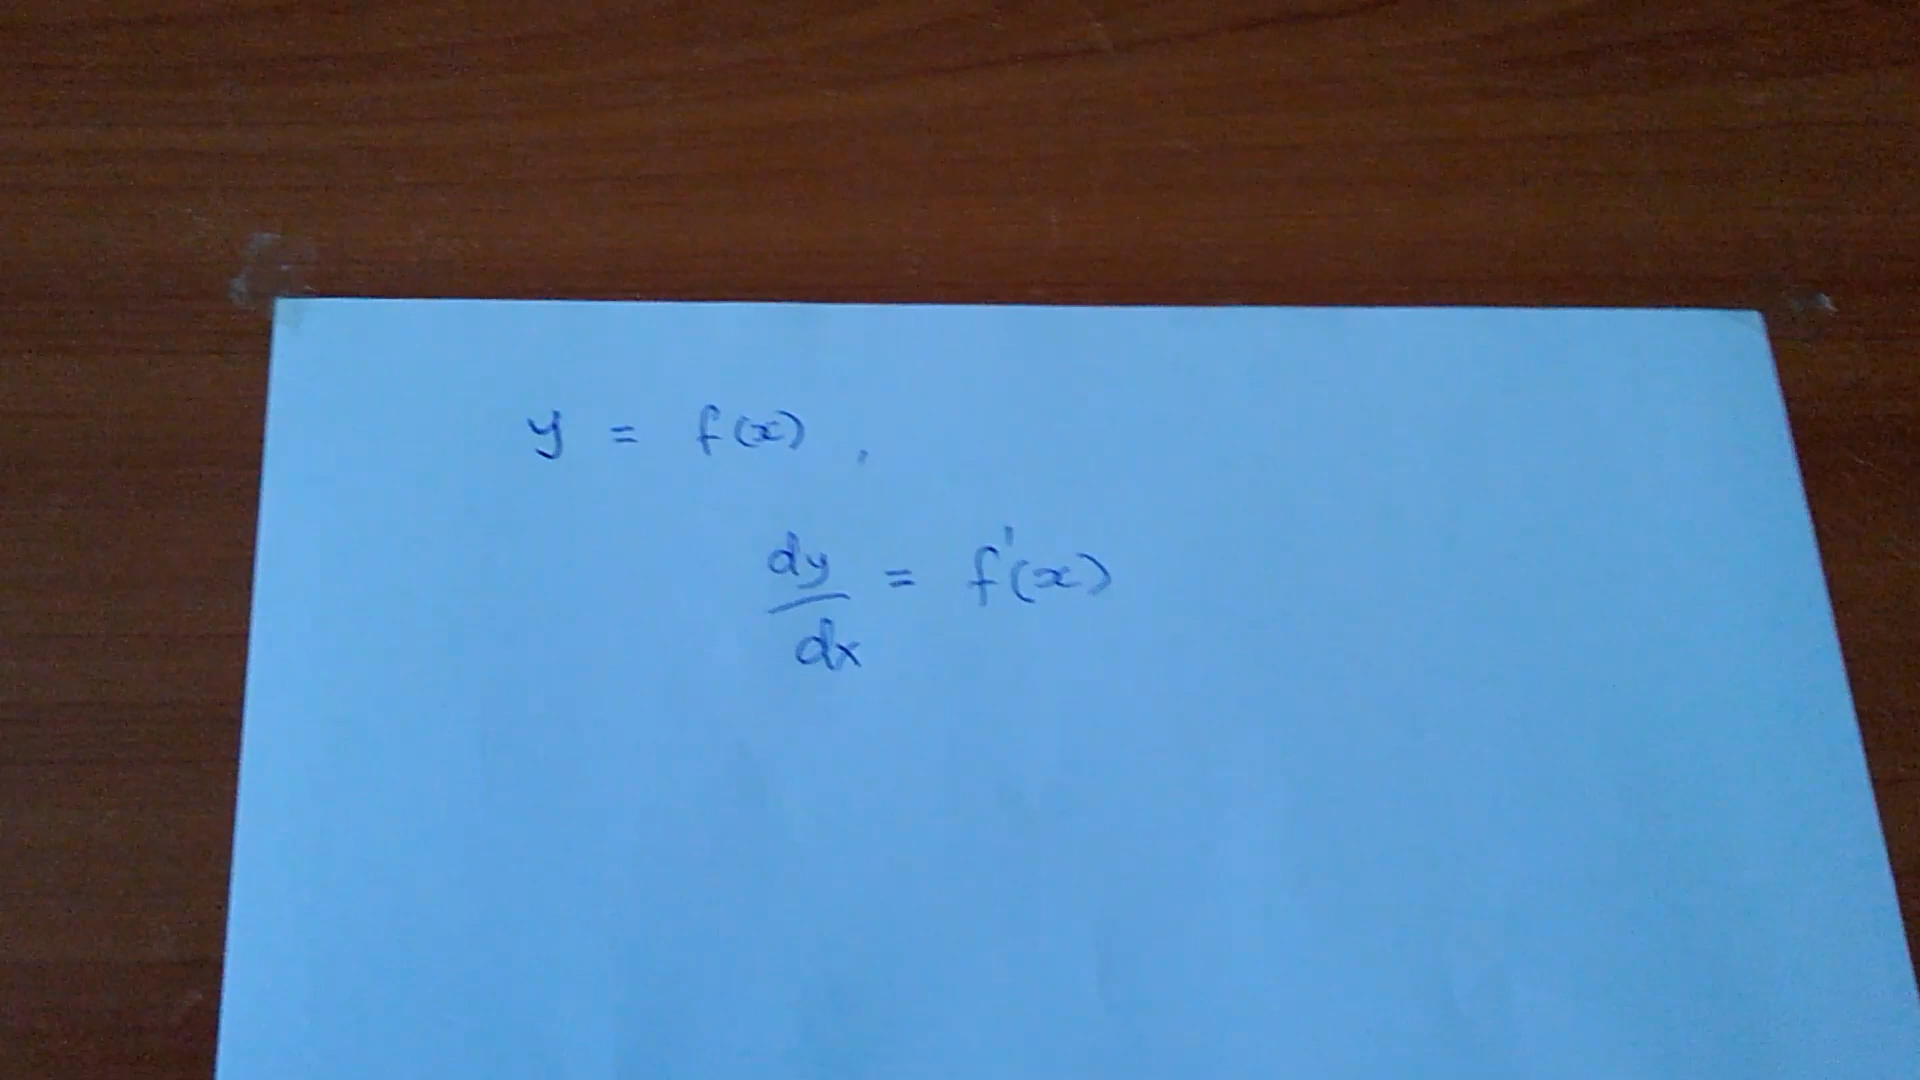 y = f(x),
dy/dx = f'(x)